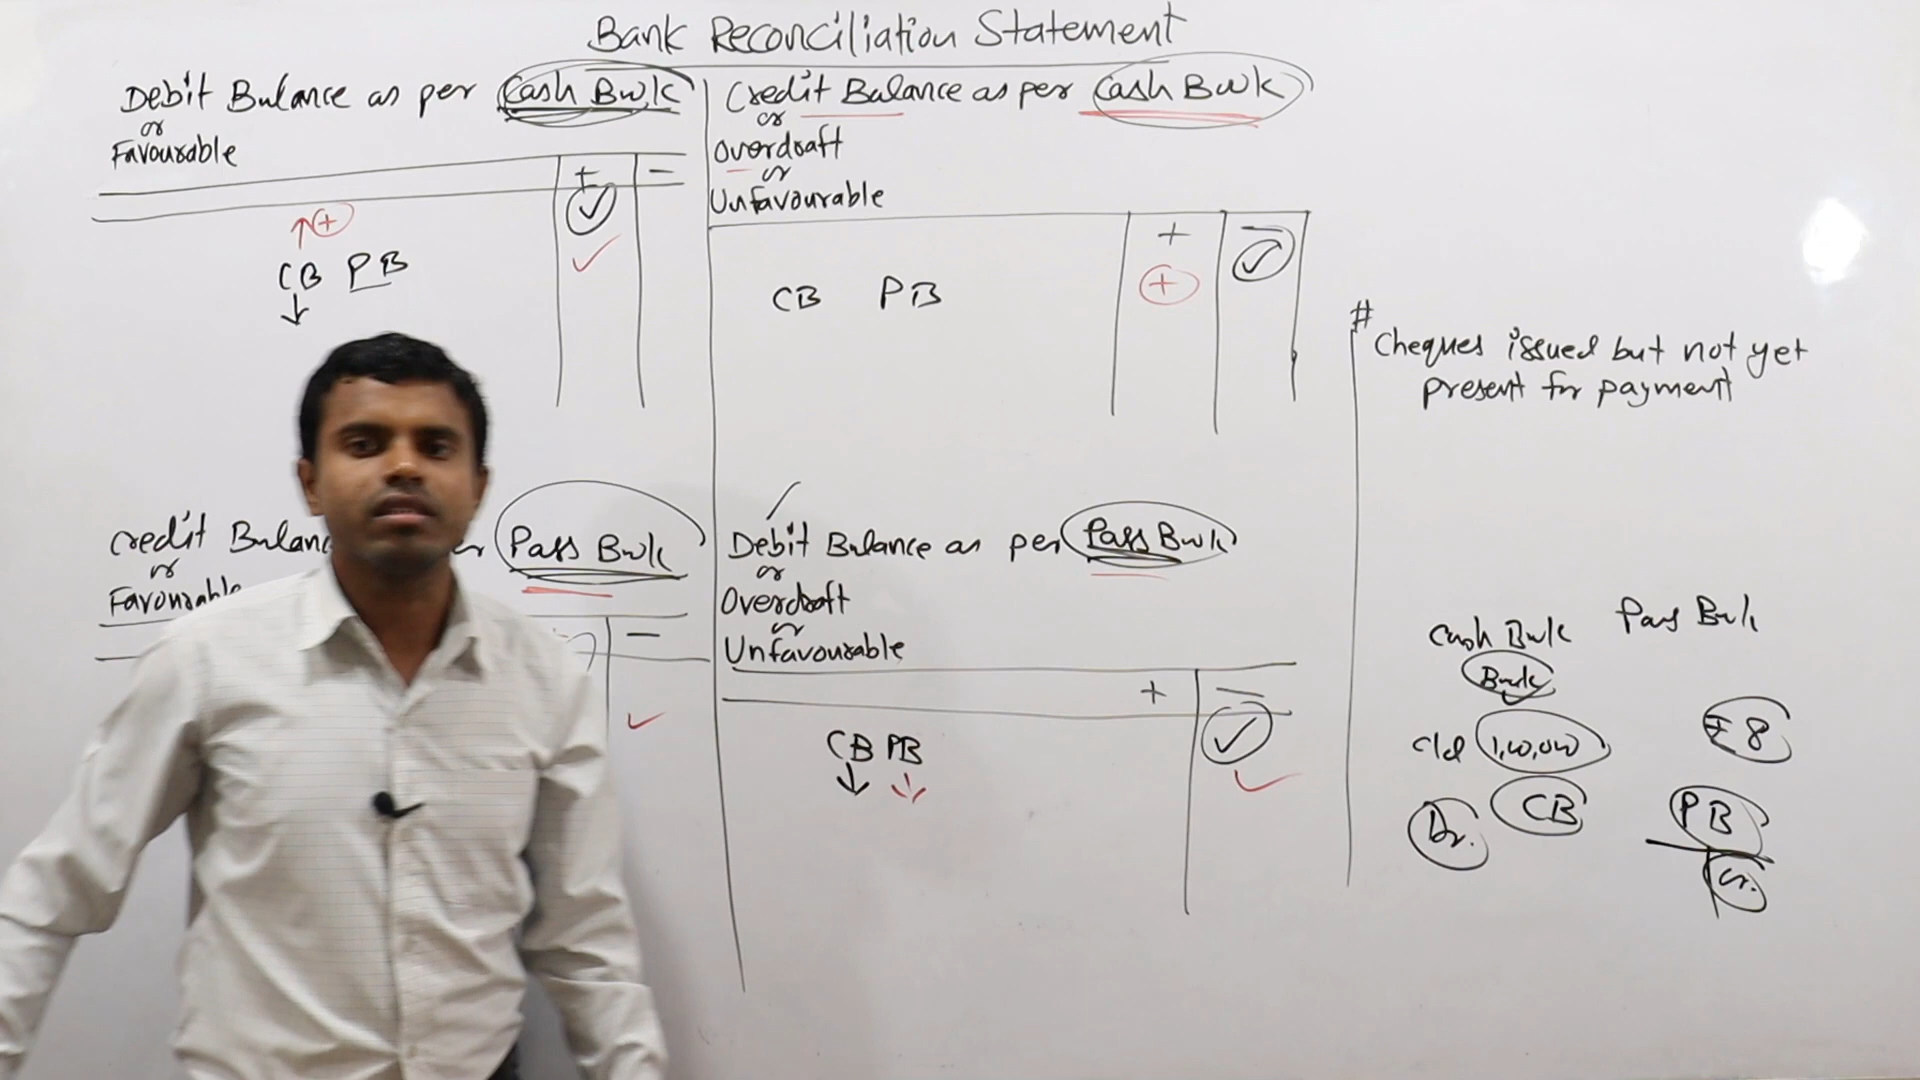 Bank Reconciliation Statement
Debit Balance as per Cash Book
or
Favourable
+ -
+
CB PB
Credit Balance as per Cash Book
or
Overdraft
or
Unfavourable
+ -
+
CB PB
Credit Balan
Pass Book
or
Favourable
-
Debit Balance as per Pass Book
or
Overdraft
or
Unfavourable
+ -
CB PB
# Cheques issued but not yet
present for payment
Cash Book Pass Book
Bank
1,00,000
CB PB
Dr. Cr.